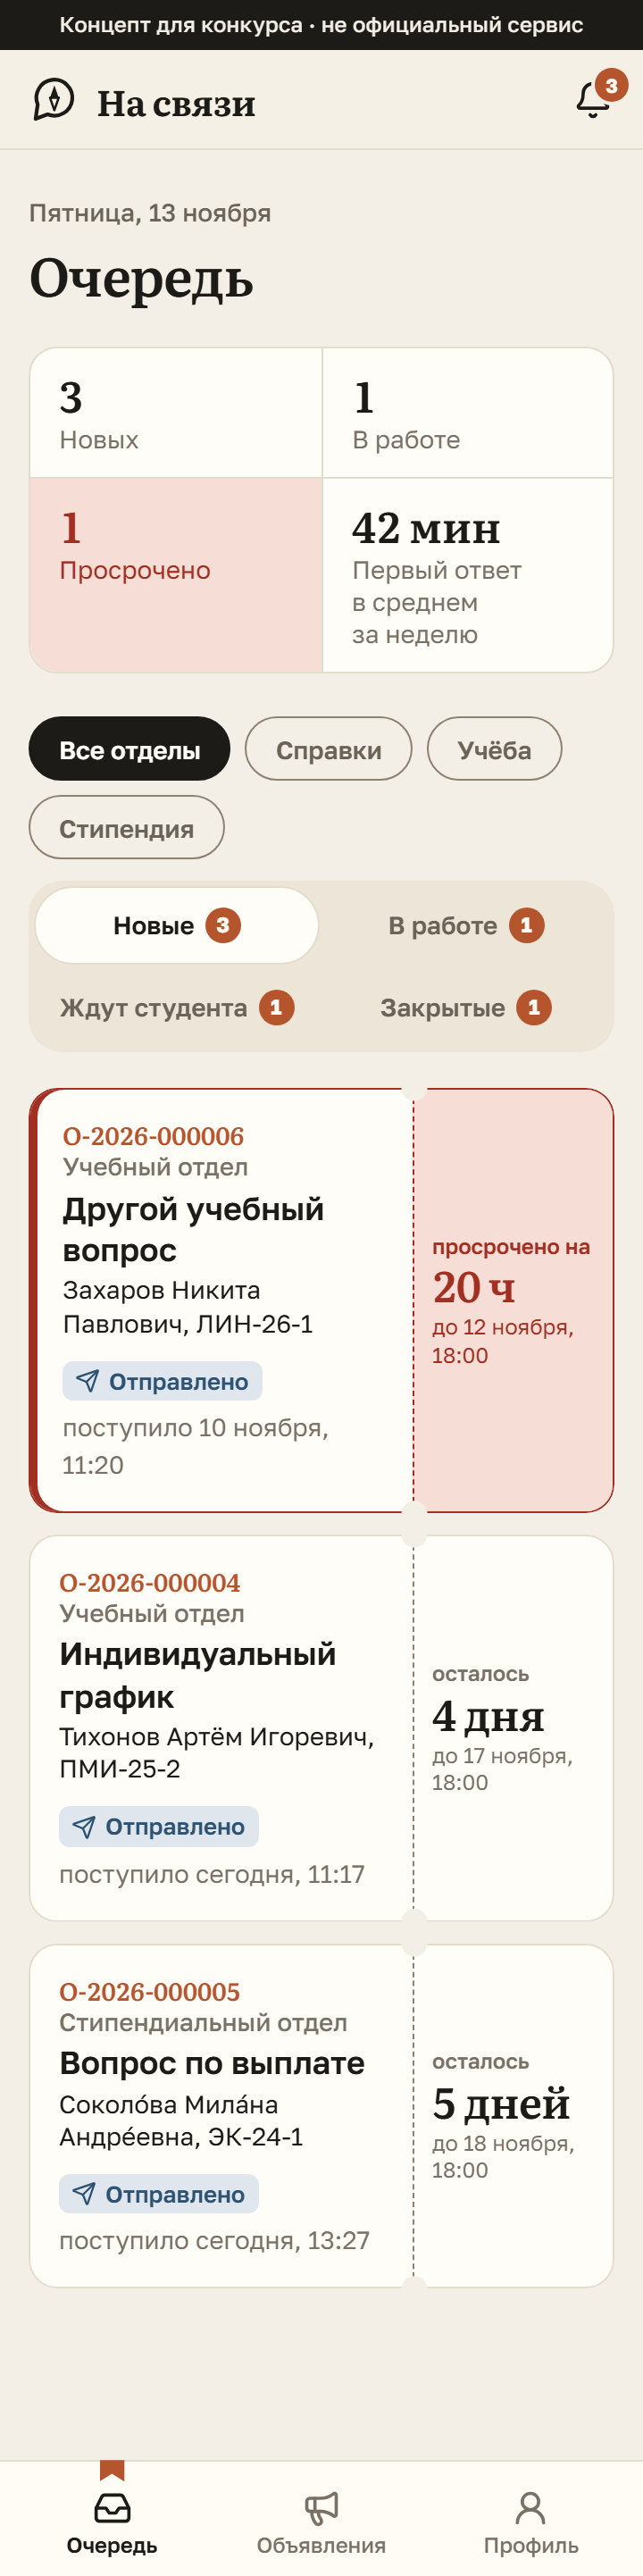 Концепт для конкурса · не официальный сервис
На связи
3
Пятница, 13 ноября
Очередь
3
Новых
1
В работе
1
Просрочено
42 мин
Первый ответ
в среднем
за неделю
Все отделы
Справки
Учёба
Стипендия
Новые 3
В работе 1
Ждут студента 1
Закрытые 1
О-2026-000006
Учебный отдел
Другой учебный
вопрос
Захаров Никита
Павлович, ЛИН-26-1
Отправлено
поступило 10 ноября,
11:20
просрочено на
20 ч
до 12 ноября,
18:00
О-2026-000004
Учебный отдел
Индивидуальный
график
Тихонов Артём Игоревич,
ПМИ-25-2
Отправлено
поступило сегодня, 11:17
осталось
4 дня
до 17 ноября,
18:00
О-2026-000005
Стипендиальный отдел
Вопрос по выплате
Соколо́ва Мила́на
Андре́евна, ЭК-24-1
Отправлено
поступило сегодня, 13:27
осталось
5 дней
до 18 ноября,
18:00
Очередь
Объявления
Профиль